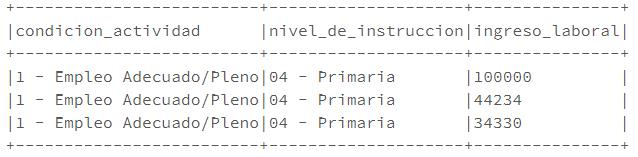 +-------------------------+--------------------+---------------+
|condicion_actividad      |nivel_de_instruccion|ingreso_laboral|
+-------------------------+--------------------+---------------+
|1 - Empleo Adecuado/Pleno|04 - Primaria       |100000         |
|1 - Empleo Adecuado/Pleno|04 - Primaria       |44234          |
|1 - Empleo Adecuado/Pleno|04 - Primaria       |34330          |
+-------------------------+--------------------+---------------+